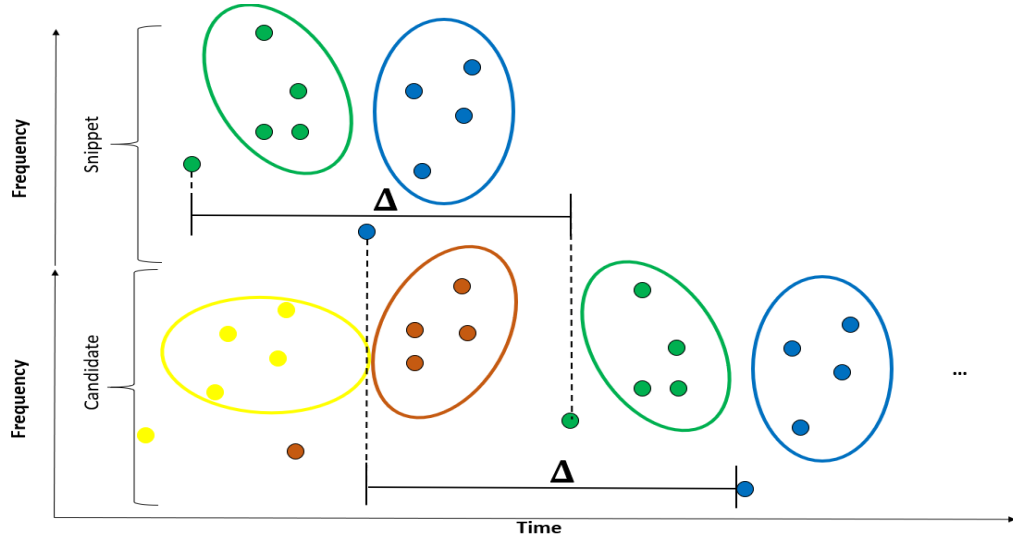 Frequency
Snippet
Δ
Frequency
Candidate
...
Δ
Time